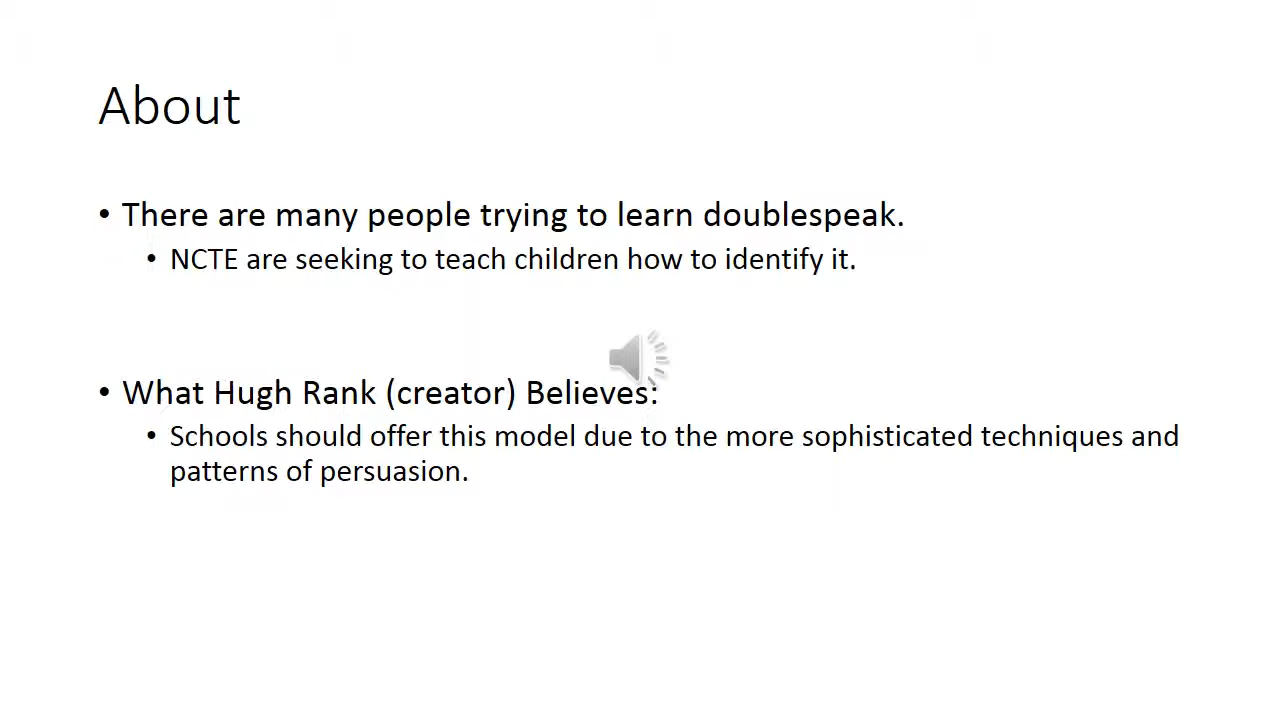 About
• There are many people trying to learn doublespeak.
• NCTE are seeking to teach children how to identify it.
• What Hugh Rank (creator) Believes:
• Schools should offer this model due to the more sophisticated techniques and
patterns of persuasion.